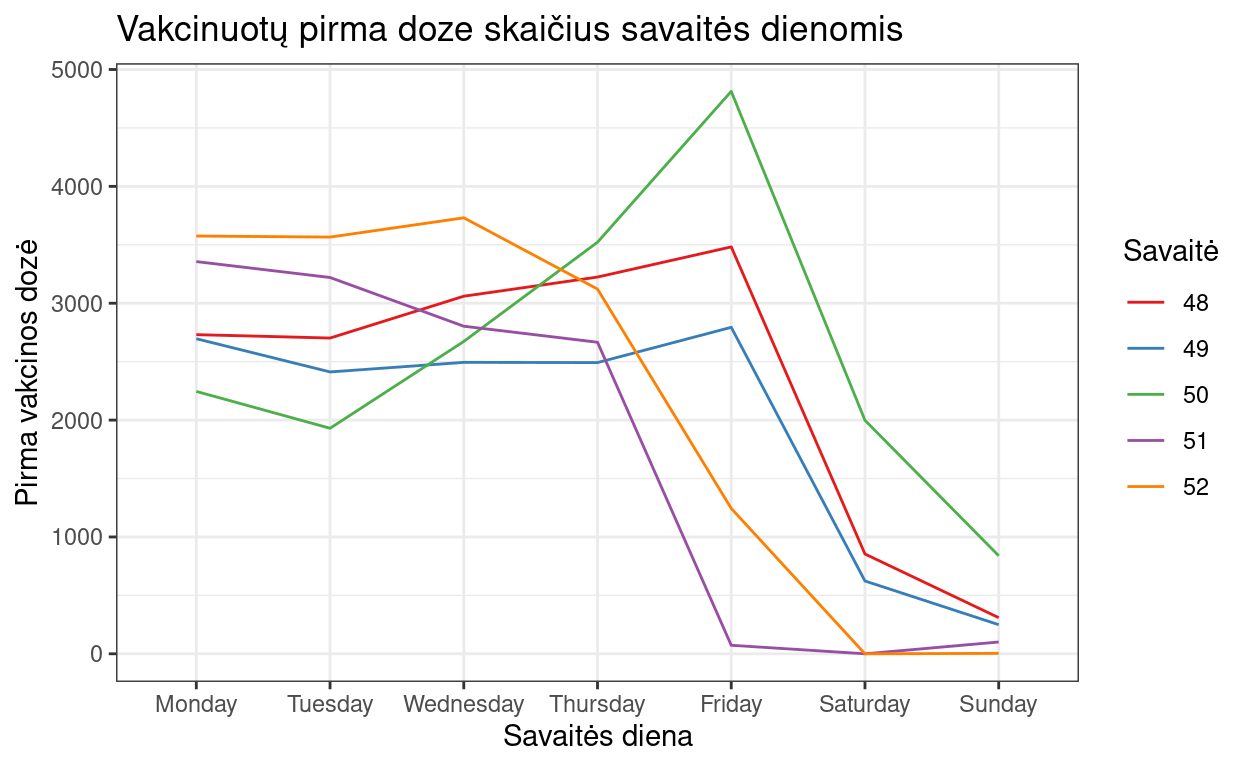 Vakcinuotų pirma doze skaičius savaitės dienomis
5000
4000
3000
2000
1000
0
Pirma vakcinos dozė
Monday Tuesday Wednesday Thursday Friday Saturday Sunday
Savaitės diena
Savaitė
48
49
50
51
52